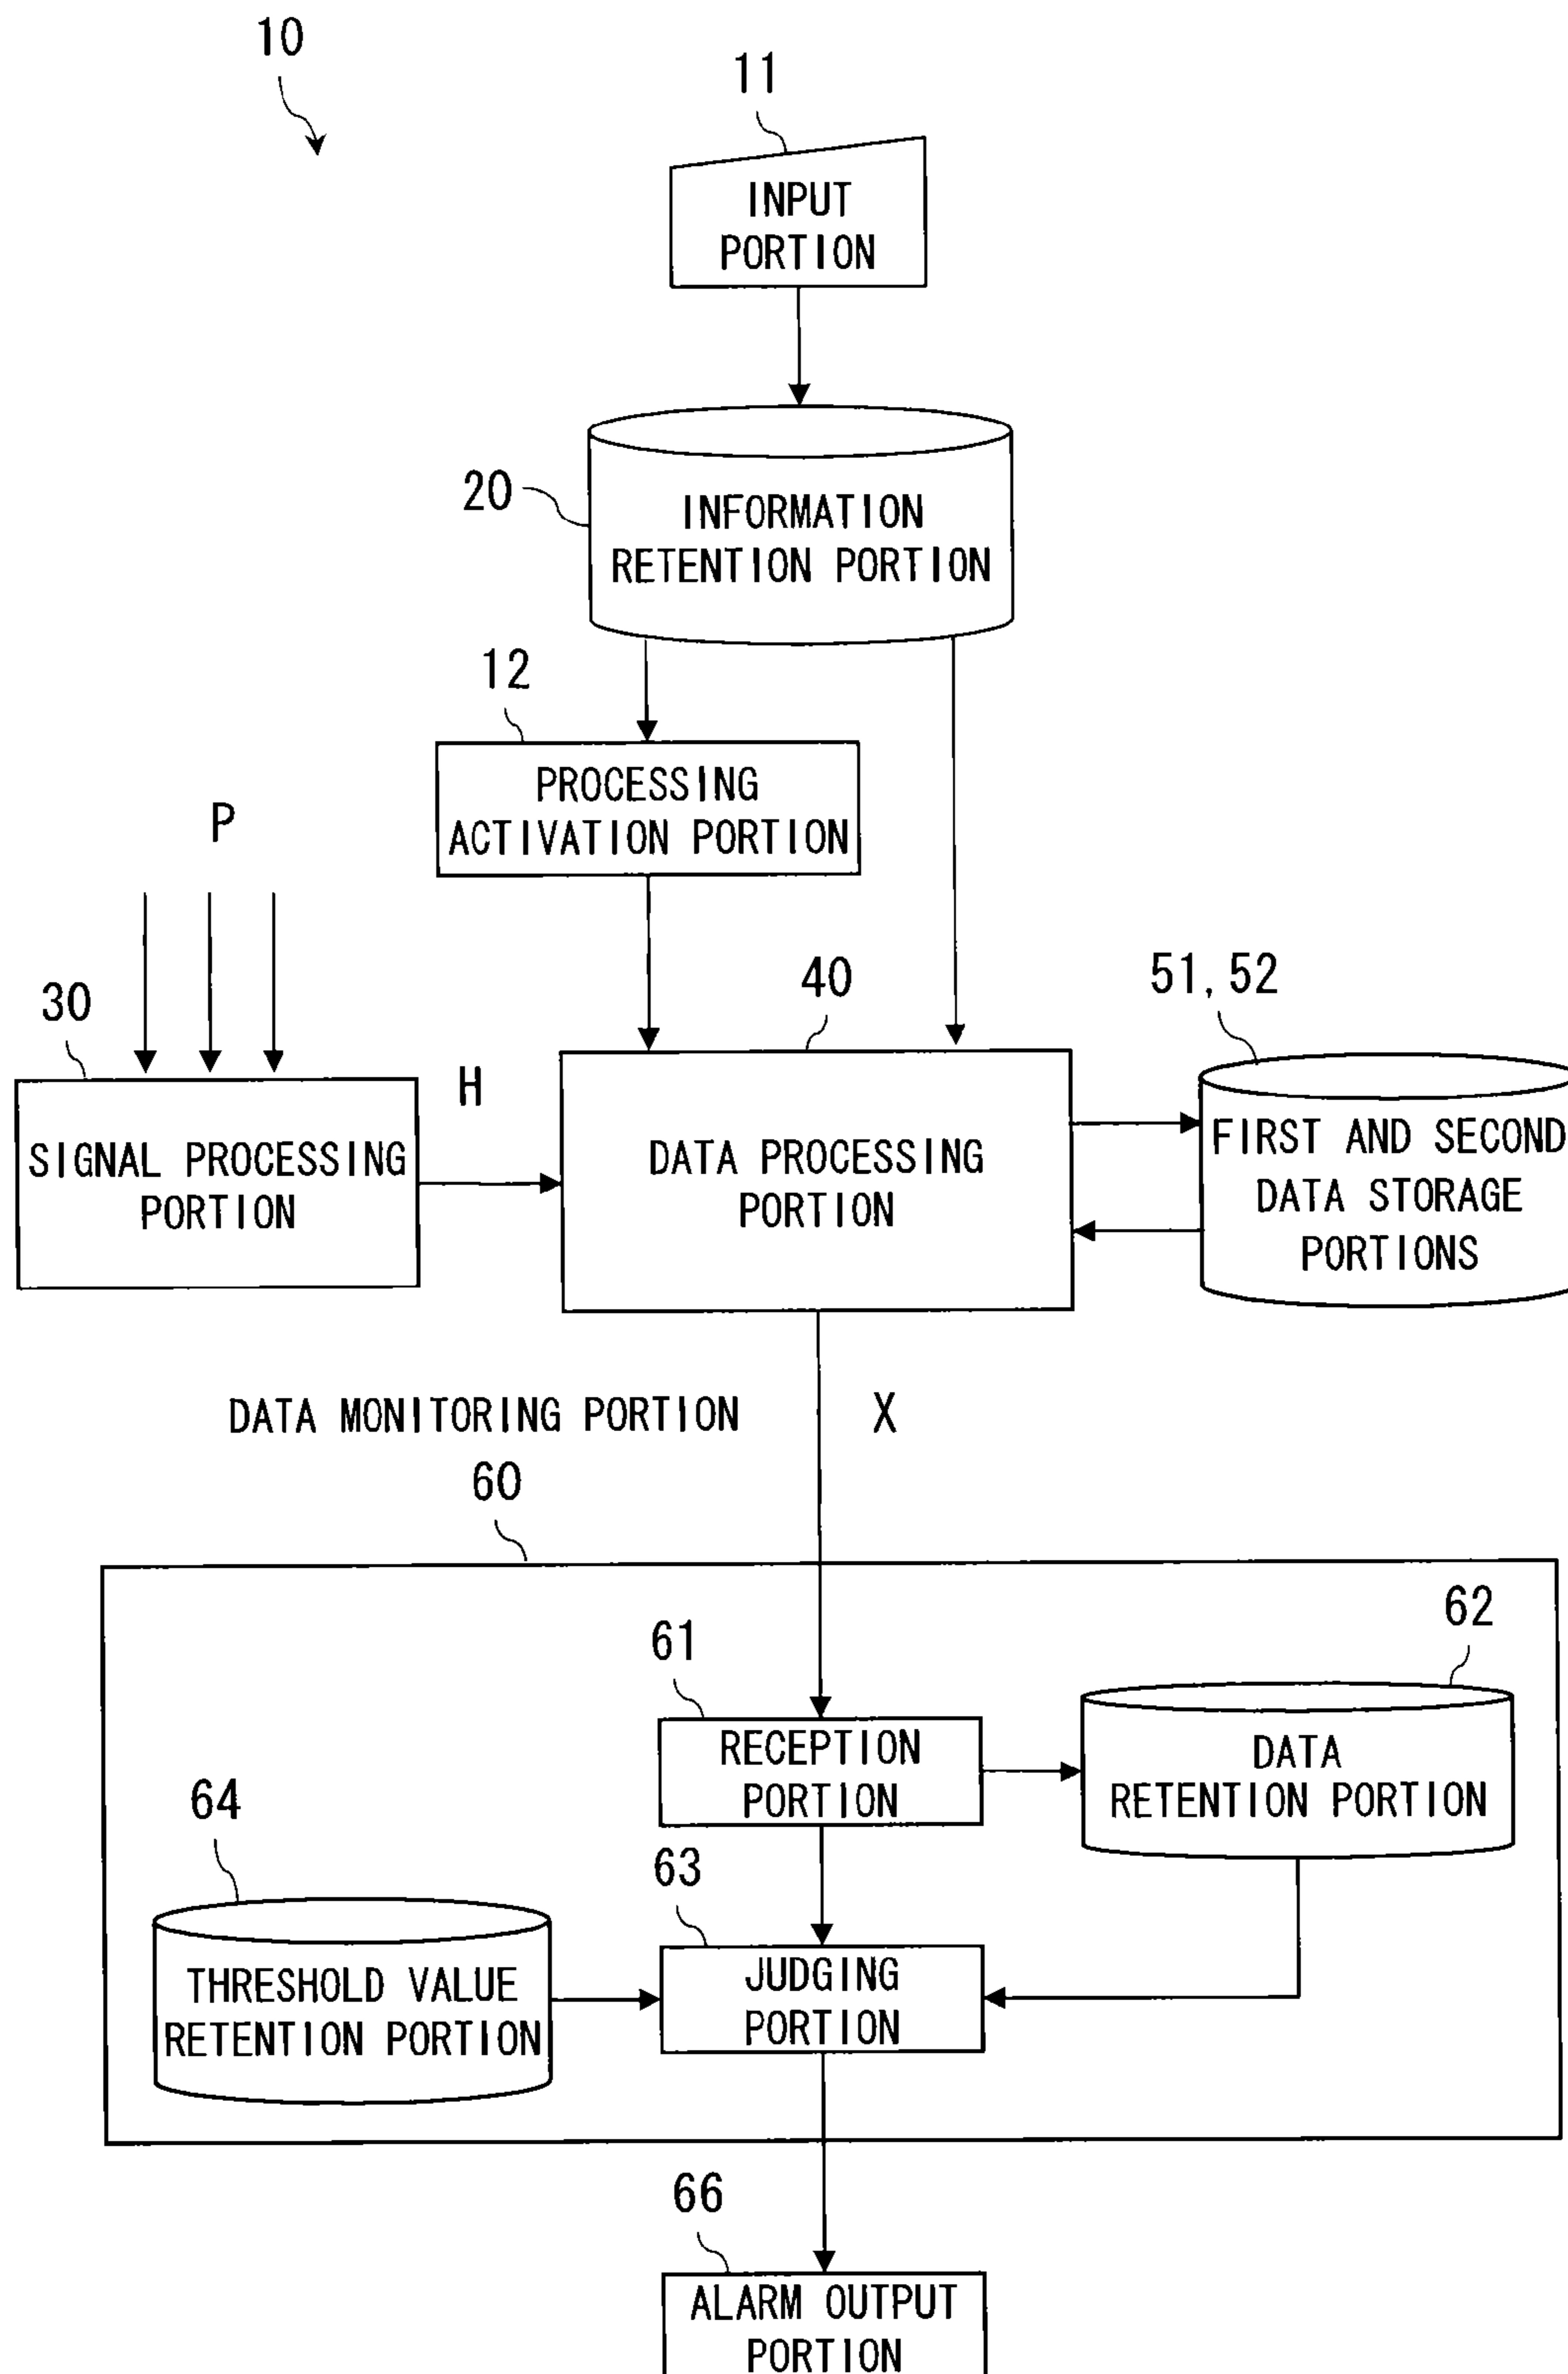 10
11
INPUT
PORTION
20
INFORMATION
RETENTION PORTION
12
PROCESSING
ACTIVATION PORTION
P
30
SIGNAL PROCESSING
PORTION
H
40
DATA PROCESSING
PORTION
51, 52
FIRST AND SECOND
DATA STORAGE
PORTIONS
DATA MONITORING PORTION
X
60
61
RECEPTION
PORTION
62
DATA
RETENTION PORTION
64
THRESHOLD VALUE
RETENTION PORTION
63
JUDGING
PORTION
66
ALARM OUTPUT
PORTION